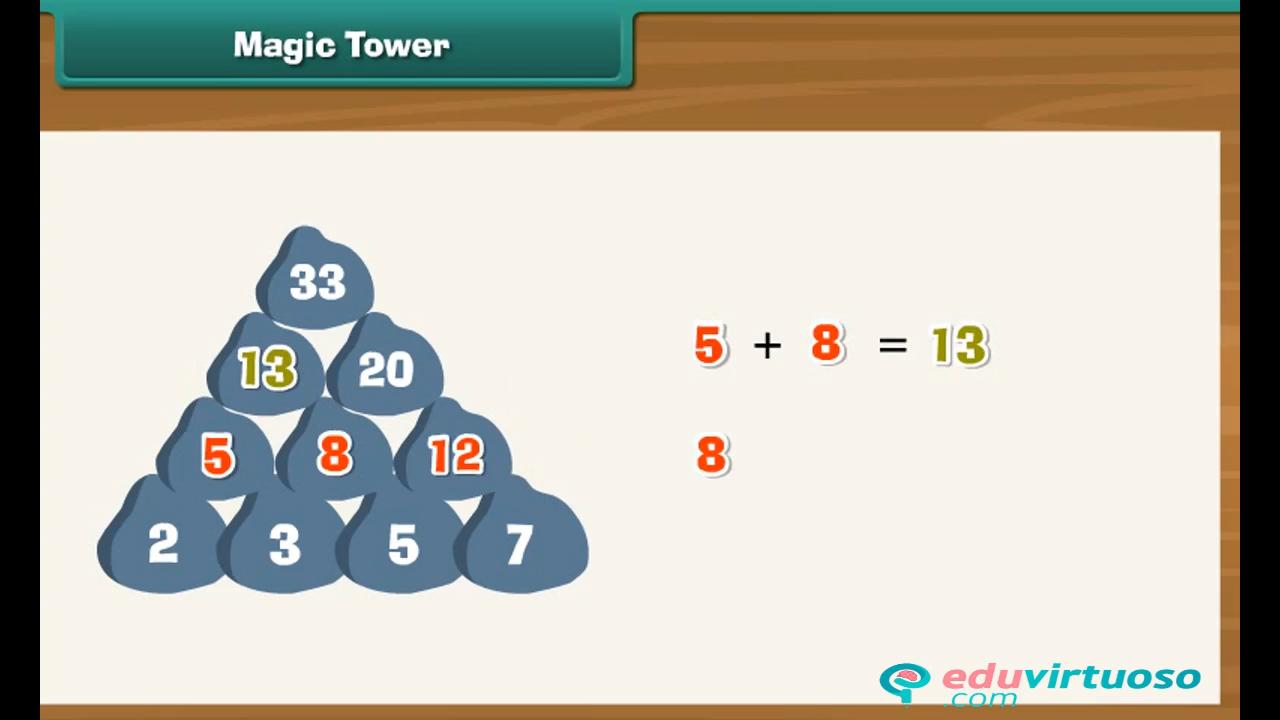 Magic Tower
33
13 20
5 8 12
2 3 5 7
5 + 8 = 13
8
eduvirtuoso
.com